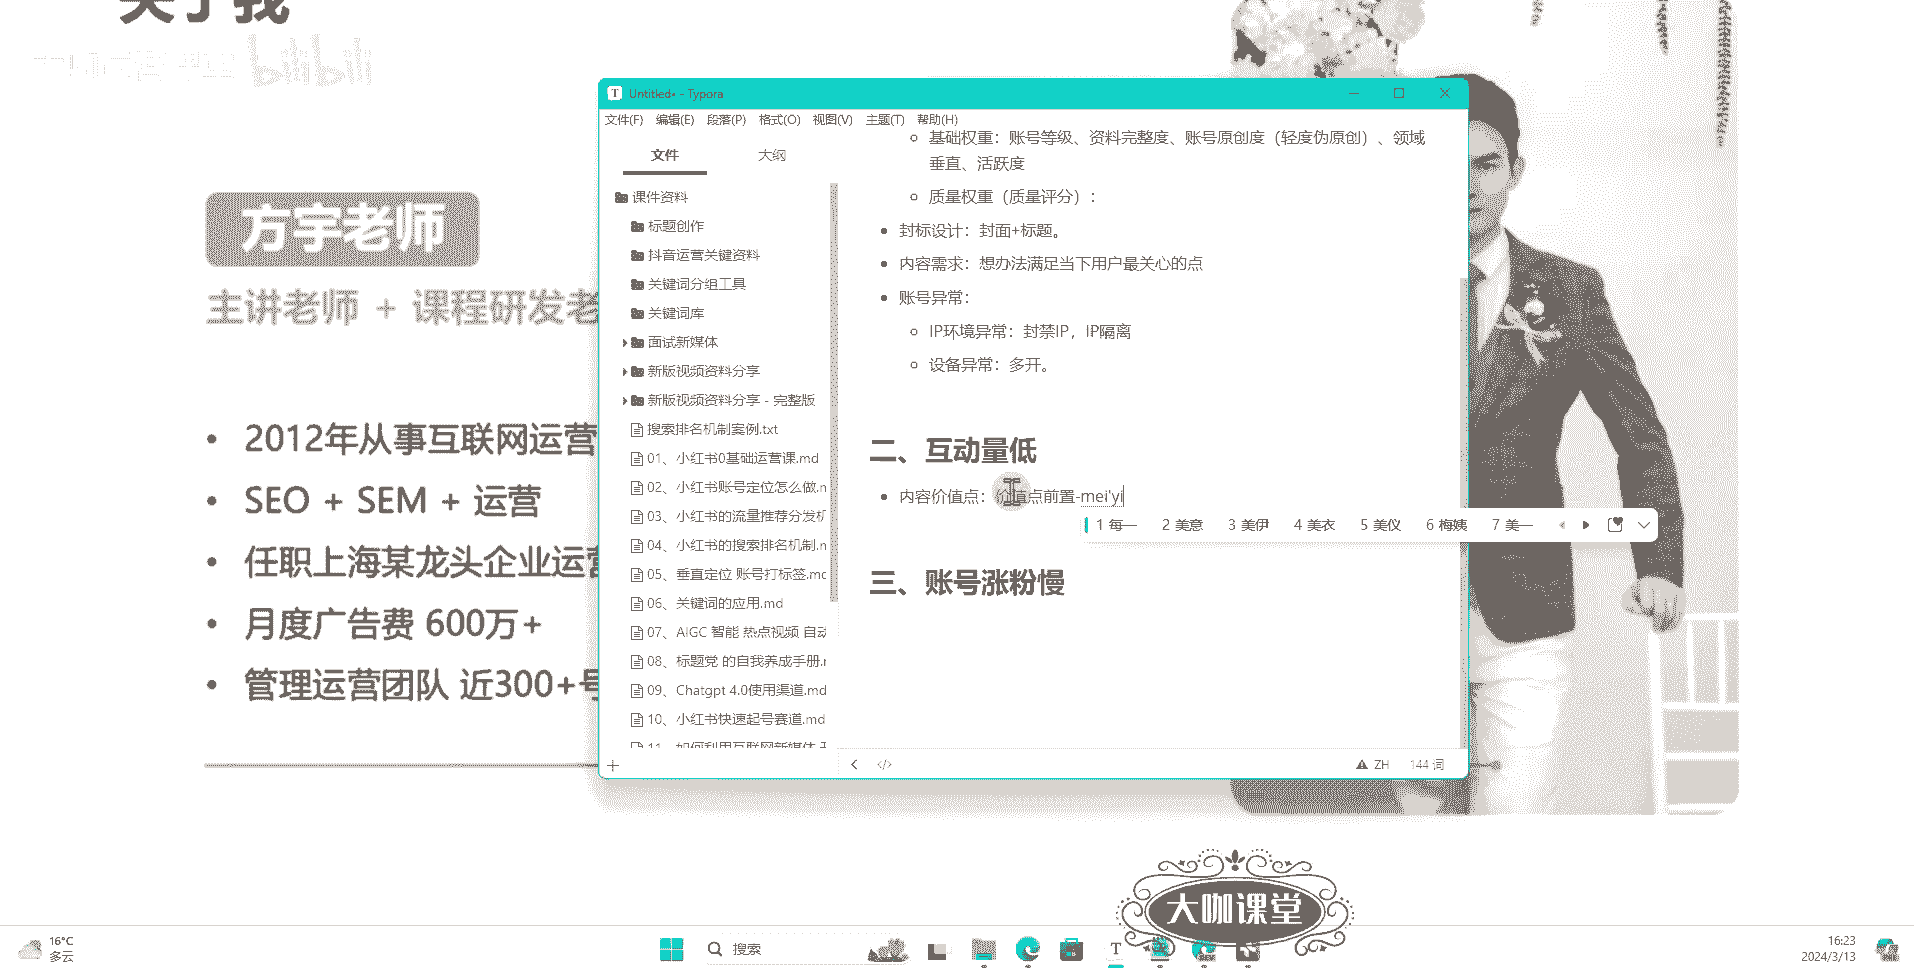 关于我
bilibili
方宇老师
主讲老师 + 课程研发老
2012年从事互联网运营
SEO + SEM + 运营
任职上海某龙头企业运营
月度广告费 600万+
管理运营团队 近300+号
Untitled• - Typora
文件(F) 编辑(E) 段落(P) 格式(O) 视图(V) 主题(T) 帮助(H)
文件 大纲
课件资料
标题创作
抖音运营关键资料
关键词分组工具
关键词库
面试新媒体
新版视频资料分享
新版视频资料分享 - 完整版
搜索排名机制案例.txt
01、小红书0基础运营课.md
02、小红书账号定位怎么做.n
03、小红书的流量推荐分发机
04、小红书的搜索排名机制.n
05、垂直定位 账号打标签.mc
06、关键词的应用.md
07、AIGC 智能 热点视频 自动
08、标题党 的自我养成手册.r
09、Chatgpt 4.0使用渠道.md
10、小红书快速起号赛道.md
11、如何利用互联网新媒体
基础权重：账号等级、资料完整度、账号原创度（轻度伪原创）、领域
垂直、活跃度
质量权重（质量评分）：
封标设计：封面+标题。
内容需求：想办法满足当下用户最关心的点
账号异常：
IP环境异常：封禁IP，IP隔离
设备异常：多开。
二、互动量低
内容价值点：价值点前置-mei'yi
1 每一 2 美意 3 美伊 4 美衣 5 美仪 6 梅姨 7 美一
三、账号涨粉慢
</> ZH 144 词
大咖课堂
16°C
多云
搜索
16:23
2024/3/13